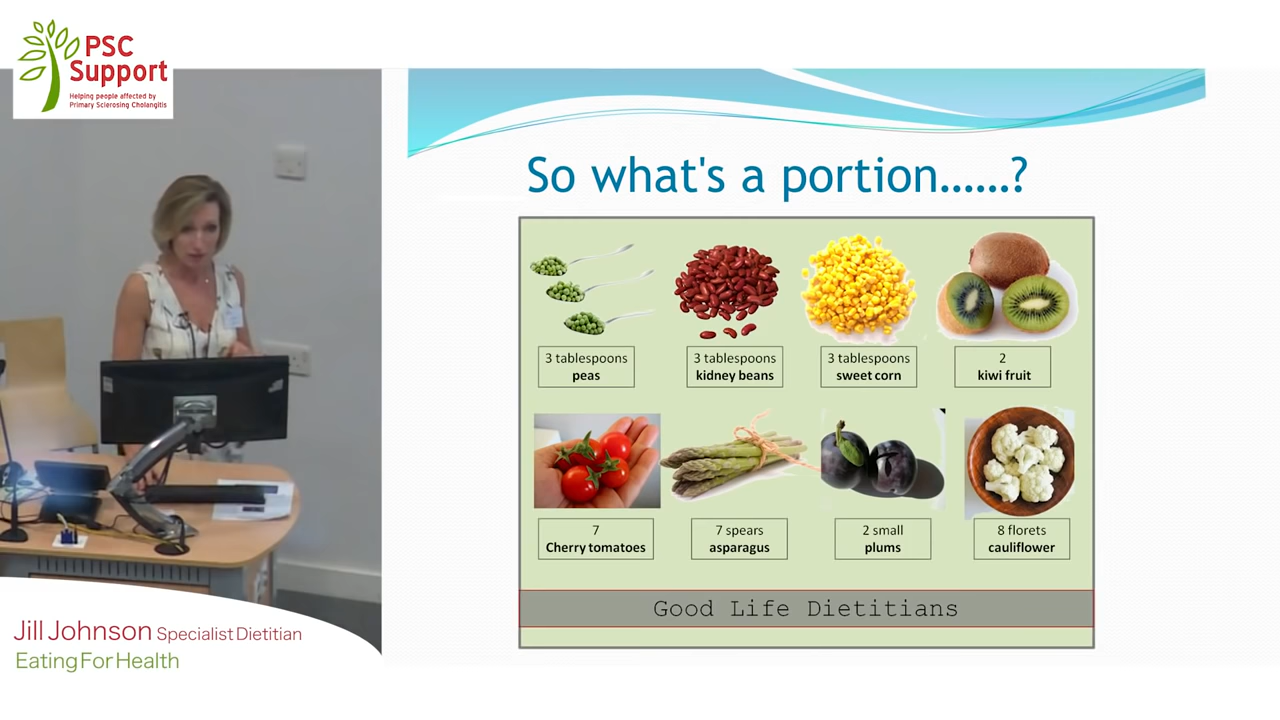 PSC
Support
Helping people affected by
Primary Sclerosing Cholangitis
So what's a portion......?
3 tablespoons
peas
3 tablespoons
kidney beans
3 tablespoons
sweet corn
2
kiwi fruit
7
Cherry tomatoes
7 spears
asparagus
2 small
plums
8 florets
cauliflower
Good Life Dietitians
Jill Johnson Specialist Dietitian
Eating For Health